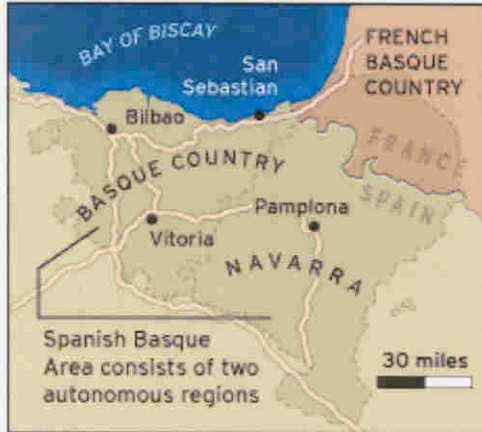 BAY OF BISCAY
San
Sebastian
FRENCH
BASQUE
COUNTRY
Bilbao
FRANCE
BASQUE COUNTRY
SPAIN
Pamplona
Vitoria
NAVARRA
Spanish Basque
Area consists of two
autonomous regions
30 miles